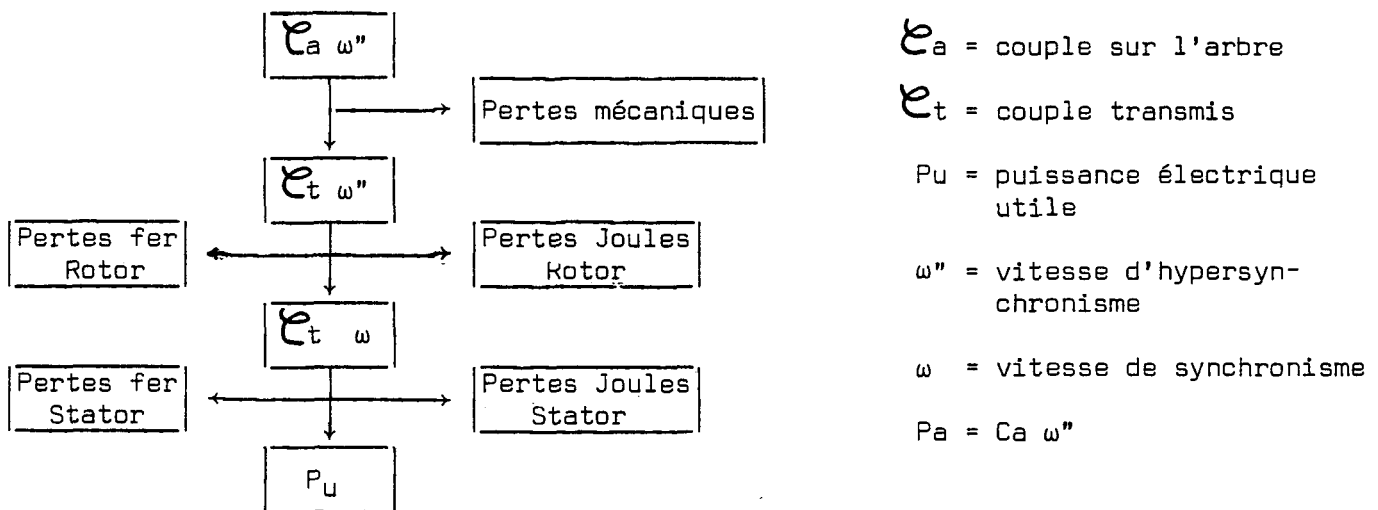 𝒞a ω"
Pertes mécaniques
𝒞t ω"
Pertes fer
Rotor
Pertes Joules
Rotor
𝒞t ω
Pertes fer
Stator
Pertes Joules
Stator
Pu
𝒞a = couple sur l'arbre
𝒞t = couple transmis
Pu = puissance électrique
utile
ω" = vitesse d'hypersyn-
chronisme
ω = vitesse de synchronisme
Pa = Ca ω"